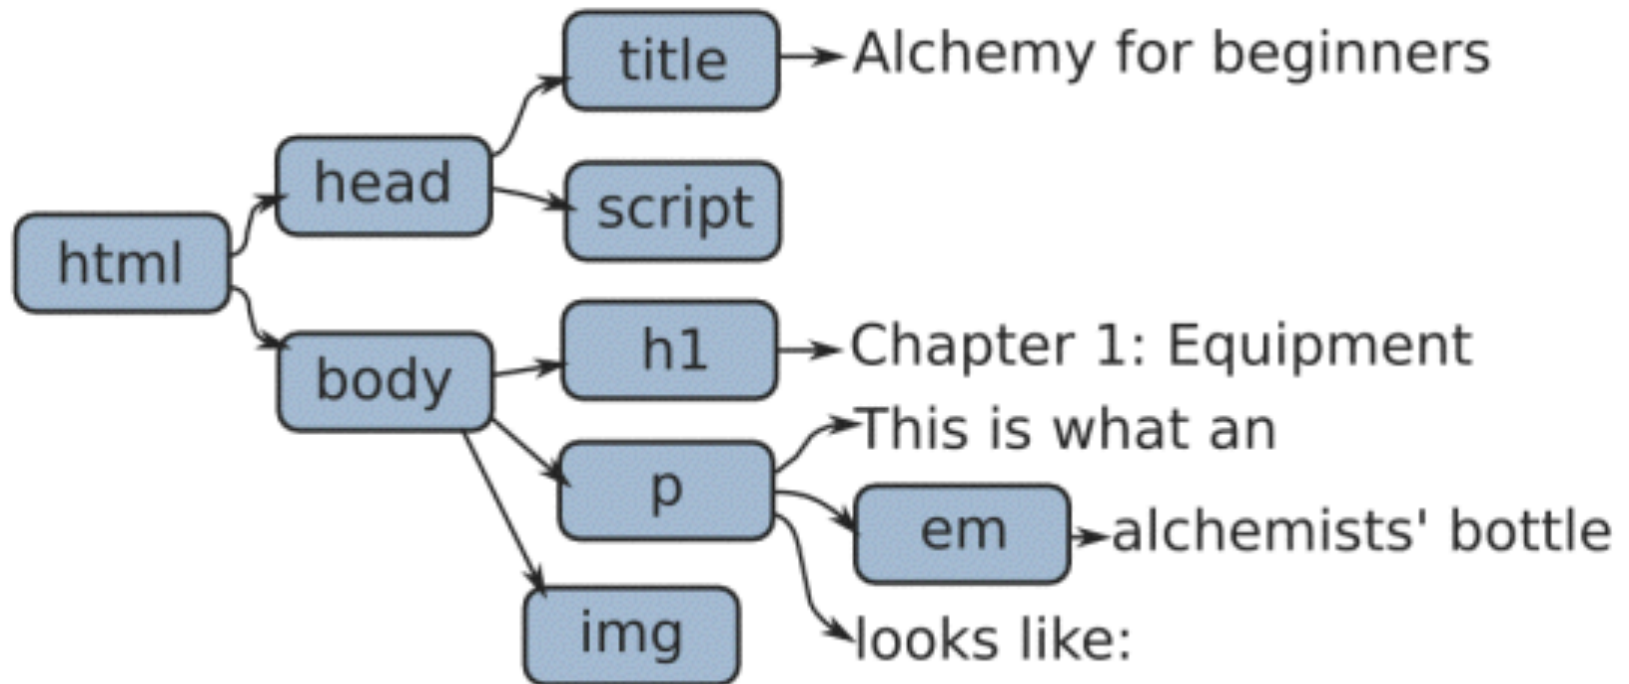 title
Alchemy for beginners
head
script
html
h1
Chapter 1: Equipment
body
This is what an
p
em
alchemists' bottle
img
looks like: